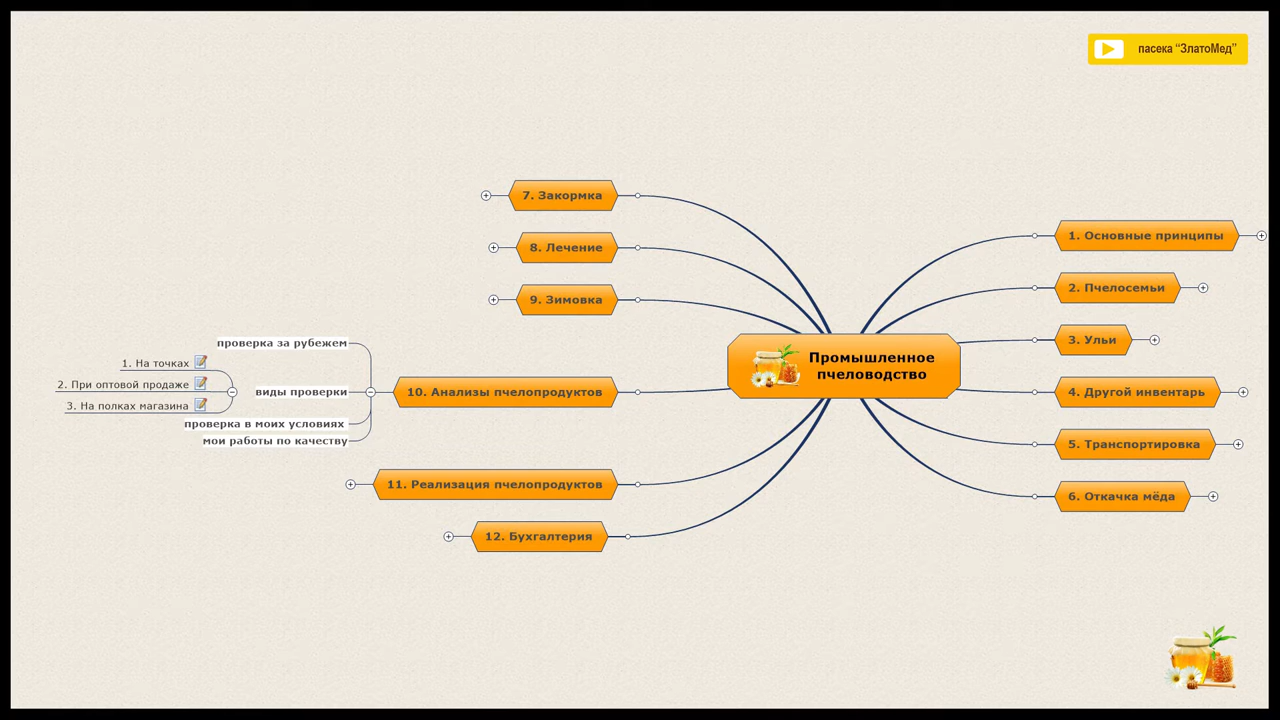 пасека “ЗлатоМед”
Промышленное
пчеловодство
1. Основные принципы
2. Пчелосемьи
3. Ульи
4. Другой инвентарь
5. Транспортировка
6. Откачка мёда
7. Закормка
8. Лечение
9. Зимовка
10. Анализы пчелопродуктов
проверка за рубежем
виды проверки
1. На точках
2. При оптовой продаже
3. На полках магазина
проверка в моих условиях
мои работы по качеству
11. Реализация пчелопродуктов
12. Бухгалтерия